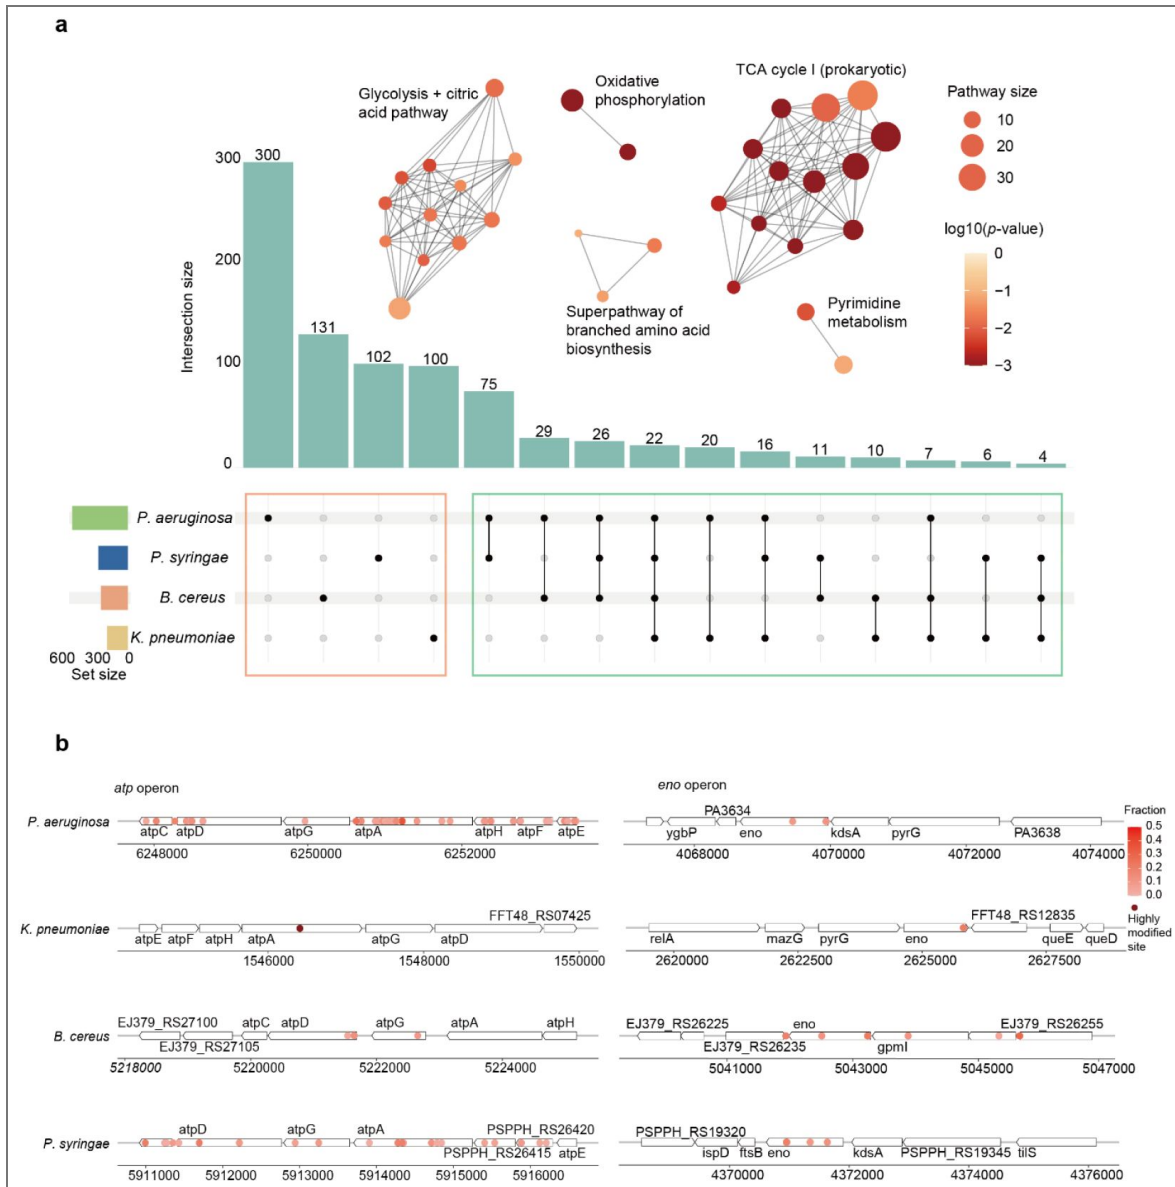 a
Glycolysis + citric
acid pathway
Oxidative
phosphorylation
TCA cycle I (prokaryotic)
Pathway size
10
20
30
log10(p-value)
0
−1
−2
−3
Superpathway of
branched amino acid
biosynthesis
Pyrimidine
metabolism
Intersection size
300
200
100
0
300
131
102
100
75
29
26
22
20
16
11
10
7
6
4
P. aeruginosa
P. syringae
B. cereus
K. pneumoniae
600 300 0
Set size
b
atp operon
eno operon
P. aeruginosa
atpC atpD atpG atpA atpH atpF atpE
6248000 6250000 6252000
PA3634
ygbP eno kdsA pyrG PA3638
4068000 4070000 4072000 4074000
Fraction
0.5
0.4
0.3
0.2
0.1
0.0
Highly
modified
site
K. pneumoniae
FFT48_RS07425
atpE atpF atpH atpA atpG atpD
1546000 1548000 1550000
FFT48_RS12835
relA mazG pyrG eno queE queD
2620000 2622500 2625000 2627500
B. cereus
EJ379_RS27100 atpC atpD atpG atpA atpH
EJ379_RS27105
5218000 5220000 5222000 5224000
EJ379_RS26225 eno EJ379_RS26255
EJ379_RS26235 gpmI
5041000 5043000 5045000 5047000
P. syringae
atpD atpG atpA PSPPH_RS26420
PSPPH_RS26415 atpE
5911000 5912000 5913000 5914000 5915000 5916000
PSPPH_RS19320
ispD ftsB eno kdsA PSPPH_RS19345 tilS
4370000 4372000 4374000 4376000